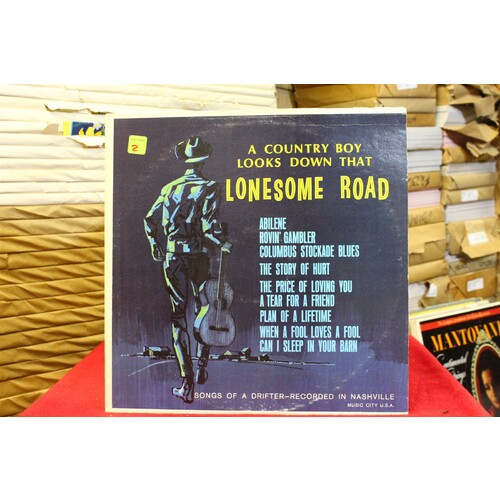 2
A COUNTRY BOY
LOOKS DOWN THAT
LONESOME ROAD
ABILENE
ROVIN' GAMBLER
COLUMBUS STOCKADE BLUES
THE STORY OF HURT
THE PRICE OF LOVING YOU
A TEAR FOR A FRIEND
PLAN OF A LIFETIME
WHEN A FOOL LOVES A FOOL
CAN I SLEEP IN YOUR BARN
SONGS OF A DRIFTER-RECORDED IN NASHVILLE
MUSIC CITY U.S.A.
MANTOVAN